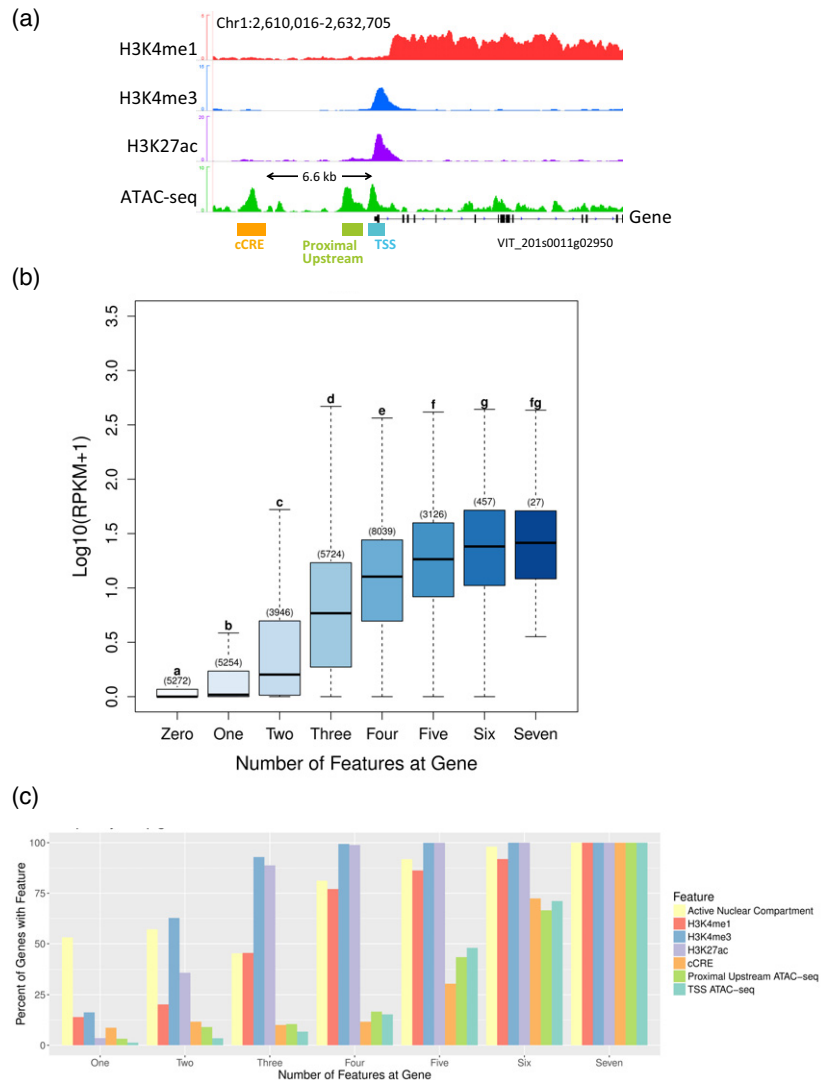 (a)
Chr1:2,610,016-2,632,705
H3K4me1
H3K4me3
H3K27ac
6.6 kb
ATAC-seq
Gene
cCRE
Proximal
Upstream
TSS
VIT_201s0011g02950
(b)
Log10(RPKM+1)
3.5
3.0
2.5
2.0
1.5
1.0
0.5
0.0
a
(5272)
b
(5254)
c
(3946)
d
(5724)
e
(8039)
f
(3126)
g
(457)
fg
(27)
Zero One Two Three Four Five Six Seven
Number of Features at Gene
(c)
Percent of Genes with Feature
100
75
50
25
0
One Two Three Four Five Six Seven
Number of Features at Gene
Feature
Active Nuclear Compartment
H3K4me1
H3K4me3
H3K27ac
cCRE
Proximal Upstream ATAC-seq
TSS ATAC-seq